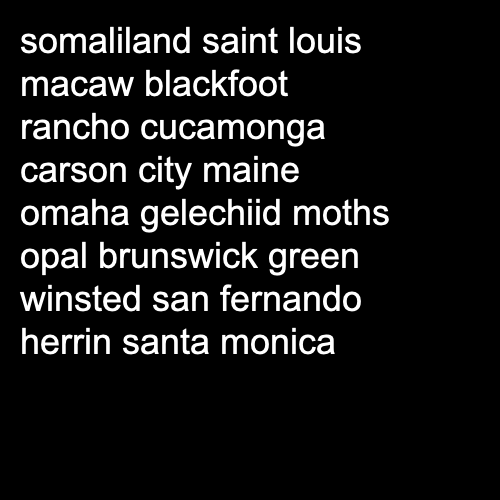 somaliland saint louis
macaw blackfoot
rancho cucamonga
carson city maine
omaha gelechiid moths
opal brunswick green
winsted san fernando
herrin santa monica